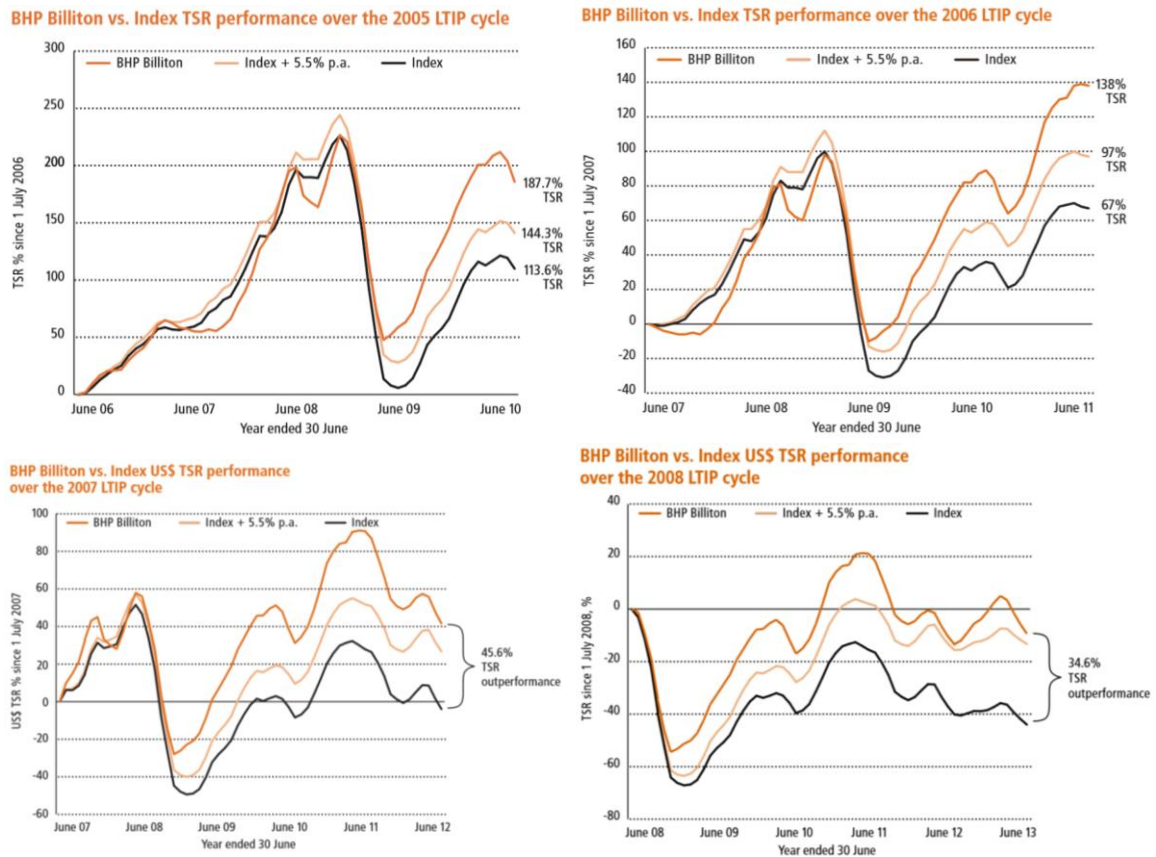 BHP Billiton vs. Index TSR performance over the 2005 LTIP cycle
300
BHP Billiton
Index + 5.5% p.a.
Index
250
200
150
100
50
0
TSR % since 1 July 2006
187.7%
TSR
144.3%
TSR
113.6%
TSR
June 06
June 07
June 08
June 09
June 10
Year ended 30 June
BHP Billiton vs. Index TSR performance over the 2006 LTIP cycle
160
BHP Billiton
Index + 5.5% p.a.
Index
140
120
100
80
60
40
20
0
-20
-40
TSR % since 1 July 2007
138%
TSR
97%
TSR
67%
TSR
June 07
June 08
June 09
June 10
June 11
Year ended 30 June
BHP Billiton vs. Index US$ TSR performance
over the 2007 LTIP cycle
100
BHP Billiton
Index + 5.5% p.a.
Index
80
60
40
20
0
-20
-40
-60
US$ TSR % since 1 July 2007
45.6%
TSR
outperformance
June 07
June 08
June 09
June 10
June 11
June 12
Year ended 30 June
BHP Billiton vs. Index US$ TSR performance
over the 2008 LTIP cycle
40
BHP Billiton
Index + 5.5% p.a.
Index
20
0
-20
-40
-60
-80
TSR since 1 July 2008, %
34.6%
TSR
outperformance
June 08
June 09
June 10
June 11
June 12
June 13
Year ended 30 June